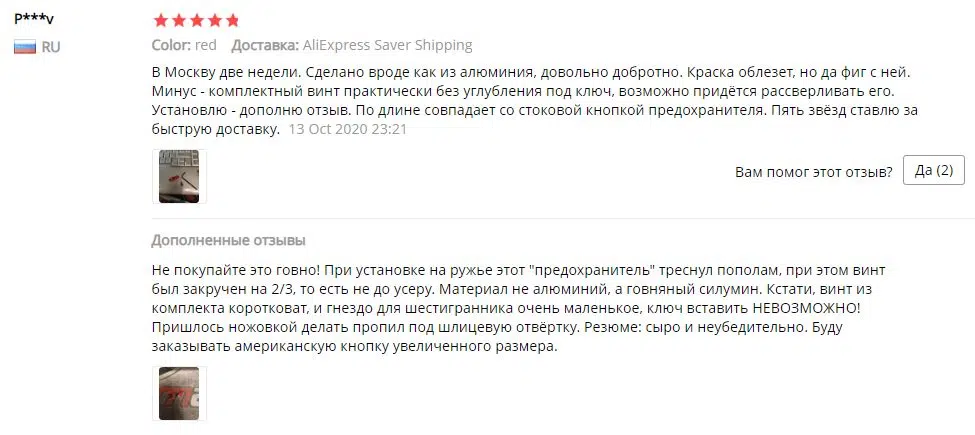 P***v
RU
Color: red Доставка: AliExpress Saver Shipping
В Москву две недели. Сделано вроде как из алюминия, довольно добротно. Краска облезет, но да фиг с ней.
Минус - комплектный винт практически без углубления под ключ, возможно придётся рассверливать его.
Установлю - дополню отзыв. По длине совпадает со стоковой кнопкой предохранителя. Пять звёзд ставлю за
быструю доставку. 13 Oct 2020 23:21
Вам помог этот отзыв? Да (2)
Дополненные отзывы
Не покупайте это говно! При установке на ружье этот "предохранитель" треснул пополам, при этом винт
был закручен на 2/3, то есть не до усеру. Материал не алюминий, а говняный силумин. Кстати, винт из
комплекта коротковат, и гнездо для шестигранника очень маленькое, ключ вставить НЕВОЗМОЖНО!
Пришлось ножовкой делать пропил под шлицевую отвёртку. Резюме: сыро и неубедительно. Буду
заказывать американскую кнопку увеличенного размера.